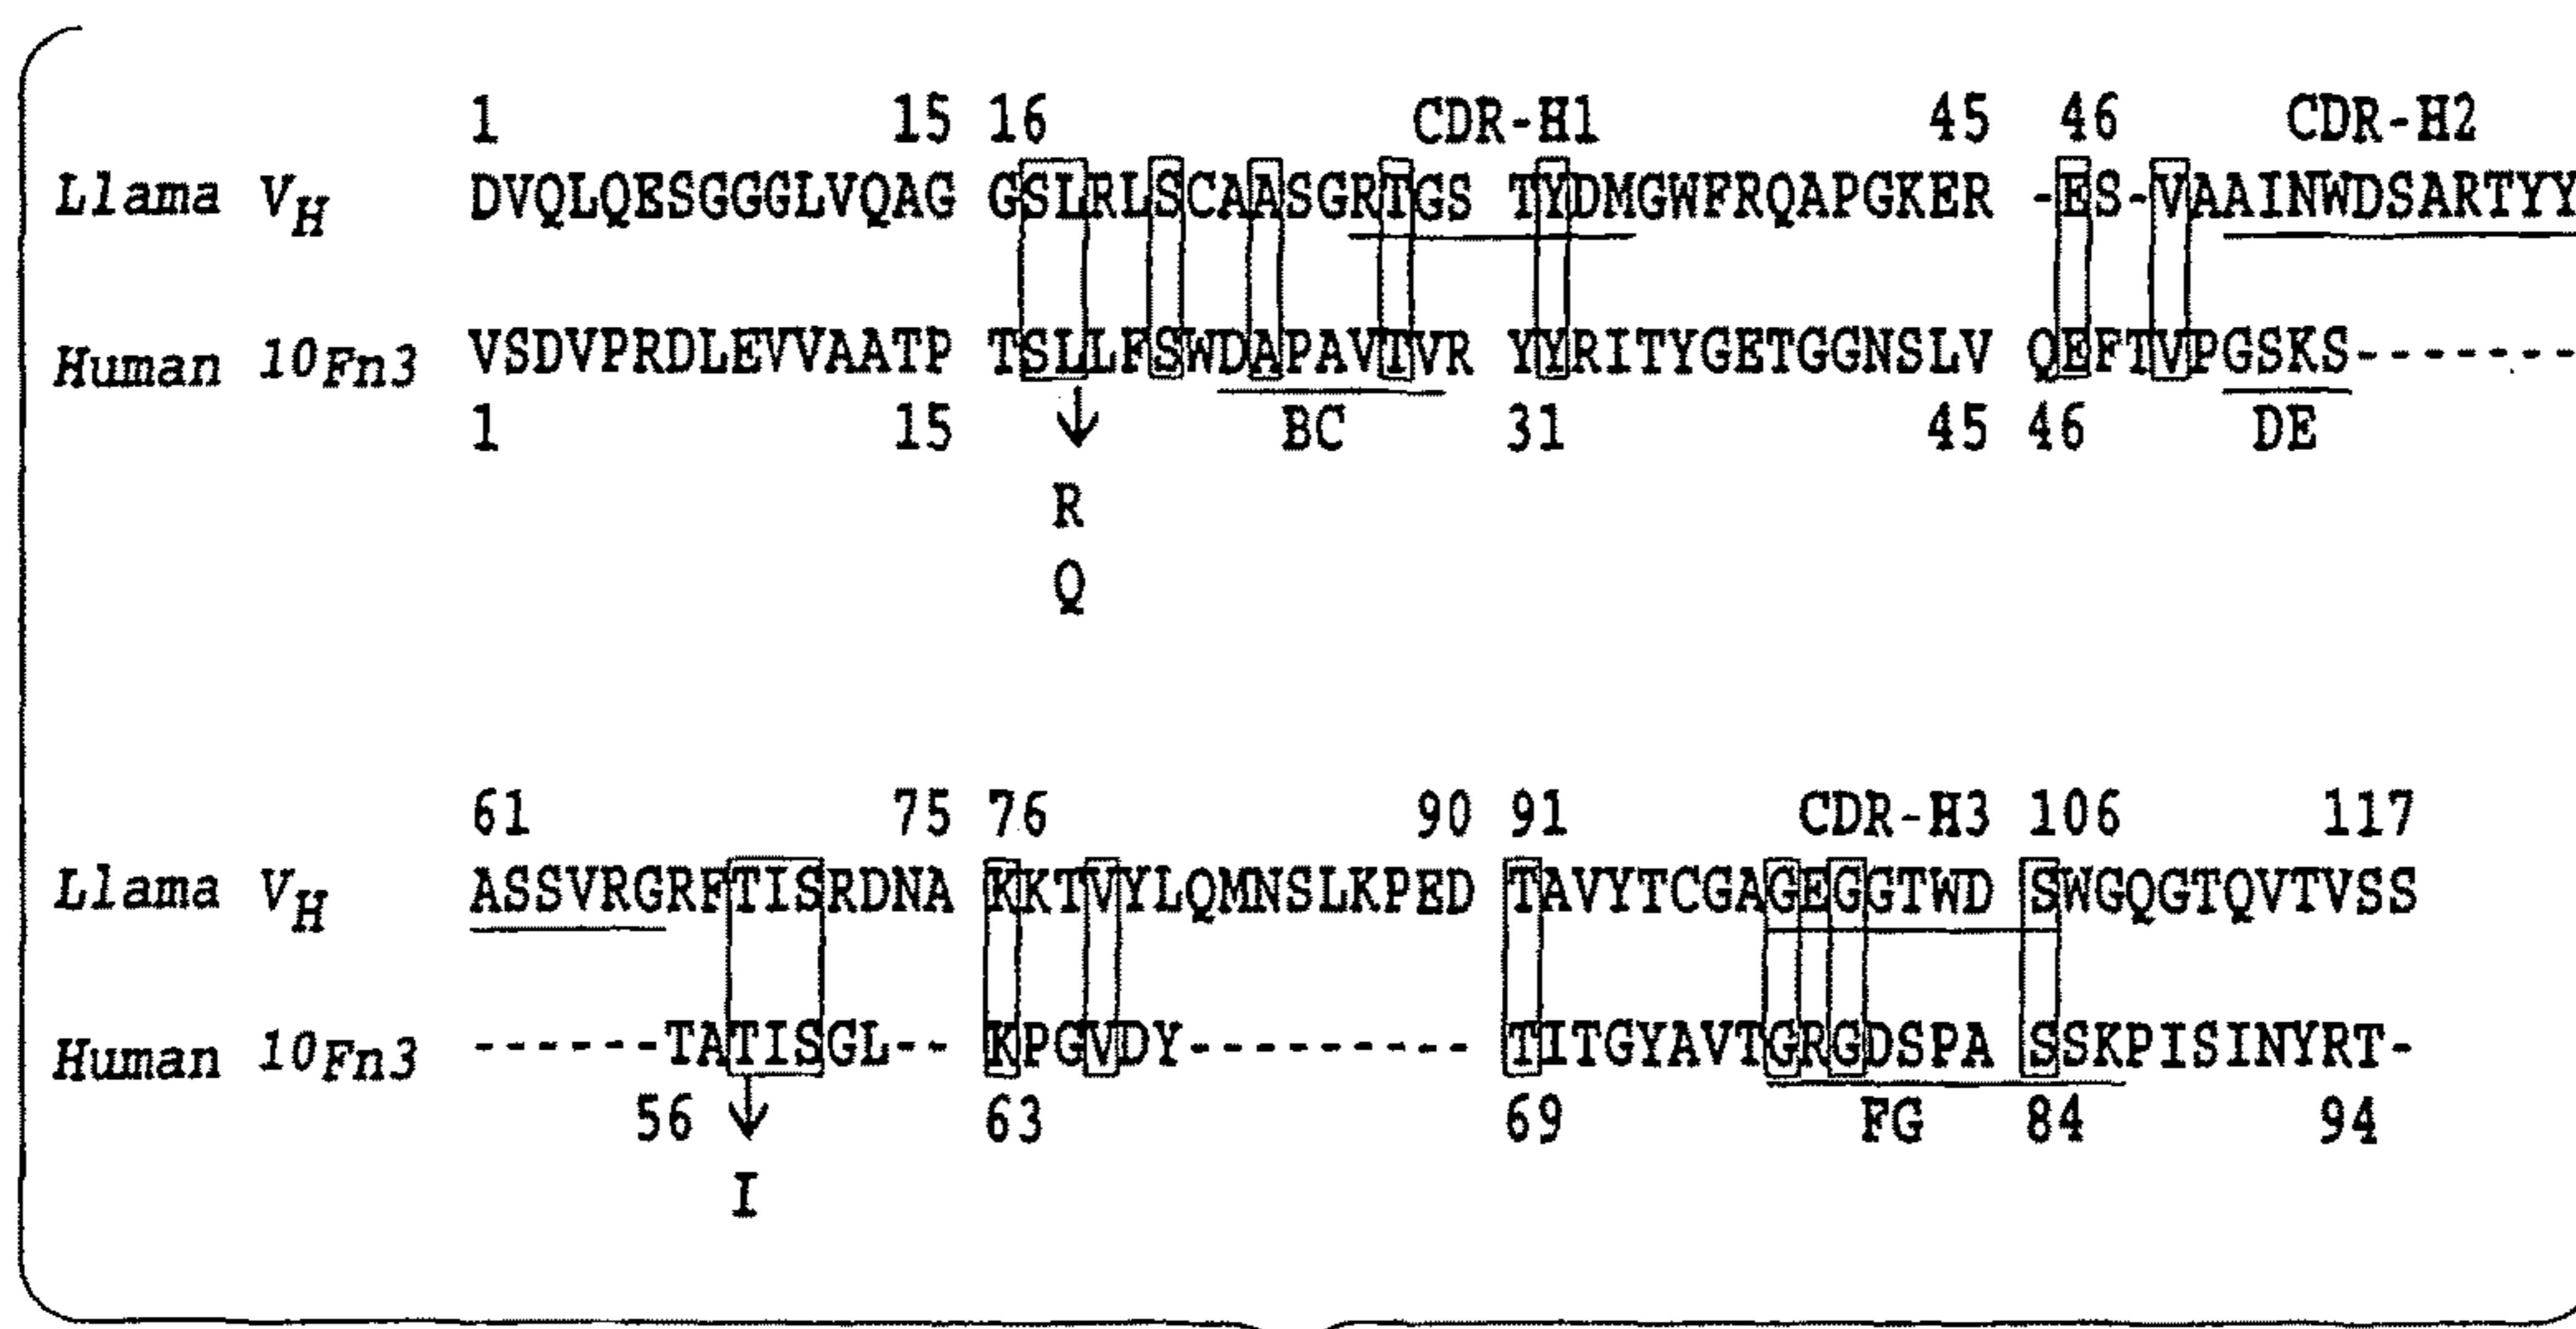 1 15 16 CDR-H1 45 46 CDR-H2
Llama VH DVQLQESGGGLVQAG GSLRLSCAASGRTGS TYDMGWFRQAPGKER -ES-VAAINWDSARTYY
Human 10Fn3 VSDVPRDLEVVAATP TSLLFSWDAPAVTVR YYRITYGETGGNSLV QEFTVPGSKS-------
1 15 BC 31 45 46 DE
R
Q
61 75 76 90 91 CDR-H3 106 117
Llama VH ASSVRGRFTISRDNA KKTVYLQMNSLKPED TAVYTCGAGEGGTWD SWGQGTQVTVSS
Human 10Fn3 ------TATISGL-- KPGVDY--------- TITGYAVTGRGDSPA SSKPISINYRT-
56 63 69 FG 84 94
I